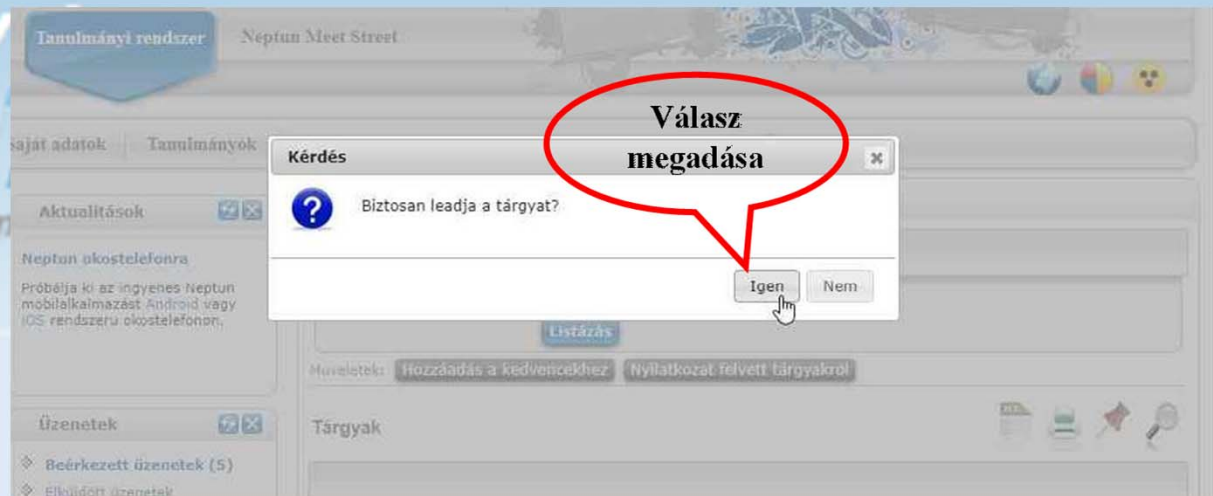 Tanulmányi rendszer
Neptun Meet Street
Saját adatok
Tanulmányok
Válasz
megadása
Kérdés
Biztosan leadja a tárgyat?
Igen
Nem
Aktualitások
Neptun okostelefonra
Próbálja ki az ingyenes Neptun
mobilalkalmazást Android vagy
iOS rendszeru okostelefonon.
Listázás
Muveletek:
Hozzáadás a kedvencekhez
Nyilatkozat felvett tárgyakról
Üzenetek
Tárgyak
Beérkezett üzenetek (5)
Elküldött üzenetek